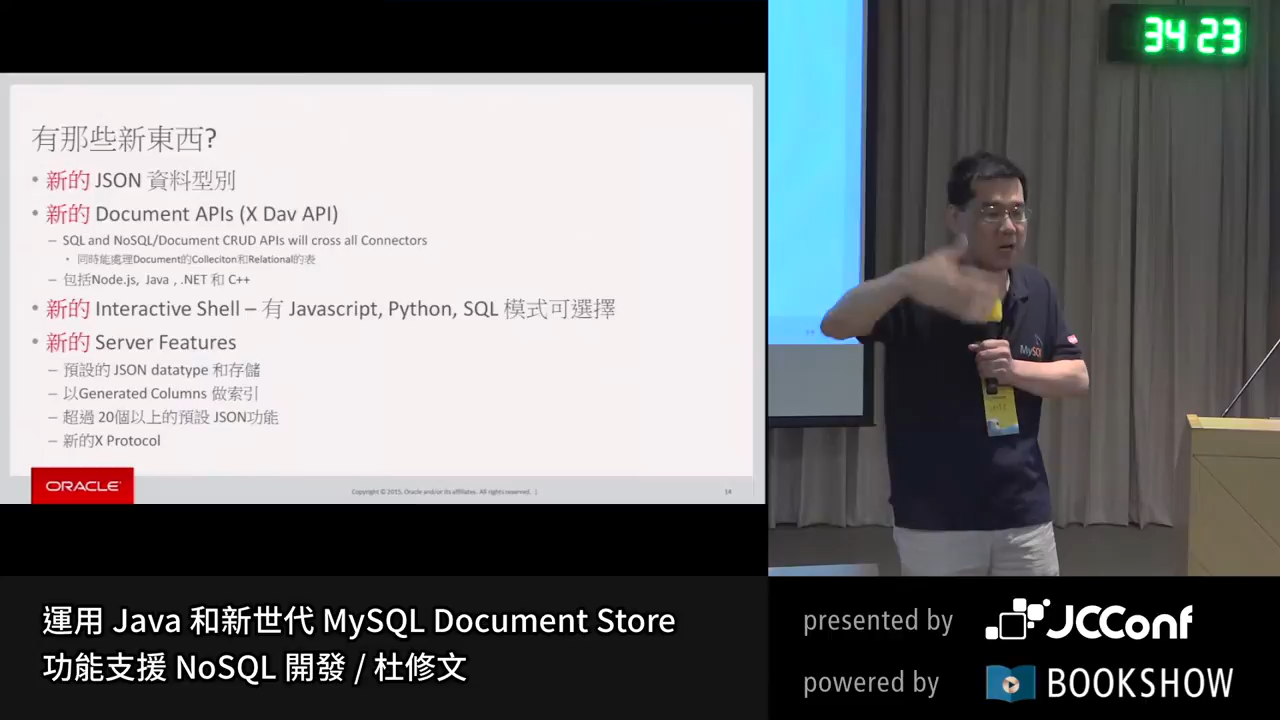 有那些新東西?
• 新的 JSON 資料型別
• 新的 Document APIs (X Dav API)
– SQL and NoSQL/Document CRUD APIs will cross all Connectors
• 同時能處理Document的Colleciton和Relational的表
– 包括Node.js, Java , .NET 和 C++
• 新的 Interactive Shell – 有 Javascript, Python, SQL 模式可選擇
• 新的 Server Features
– 預設的 JSON datatype 和存儲
– 以Generated Columns 做索引
– 超過 20個以上的預設 JSON功能
– 新的X Protocol
ORACLE
Copyright © 2015, Oracle and/or its affiliates. All rights reserved. |
14
34 23
MySQL
運用 Java 和新世代 MySQL Document Store
功能支援 NoSQL 開發 / 杜修文
presented by JCConf
powered by BOOKSHOW